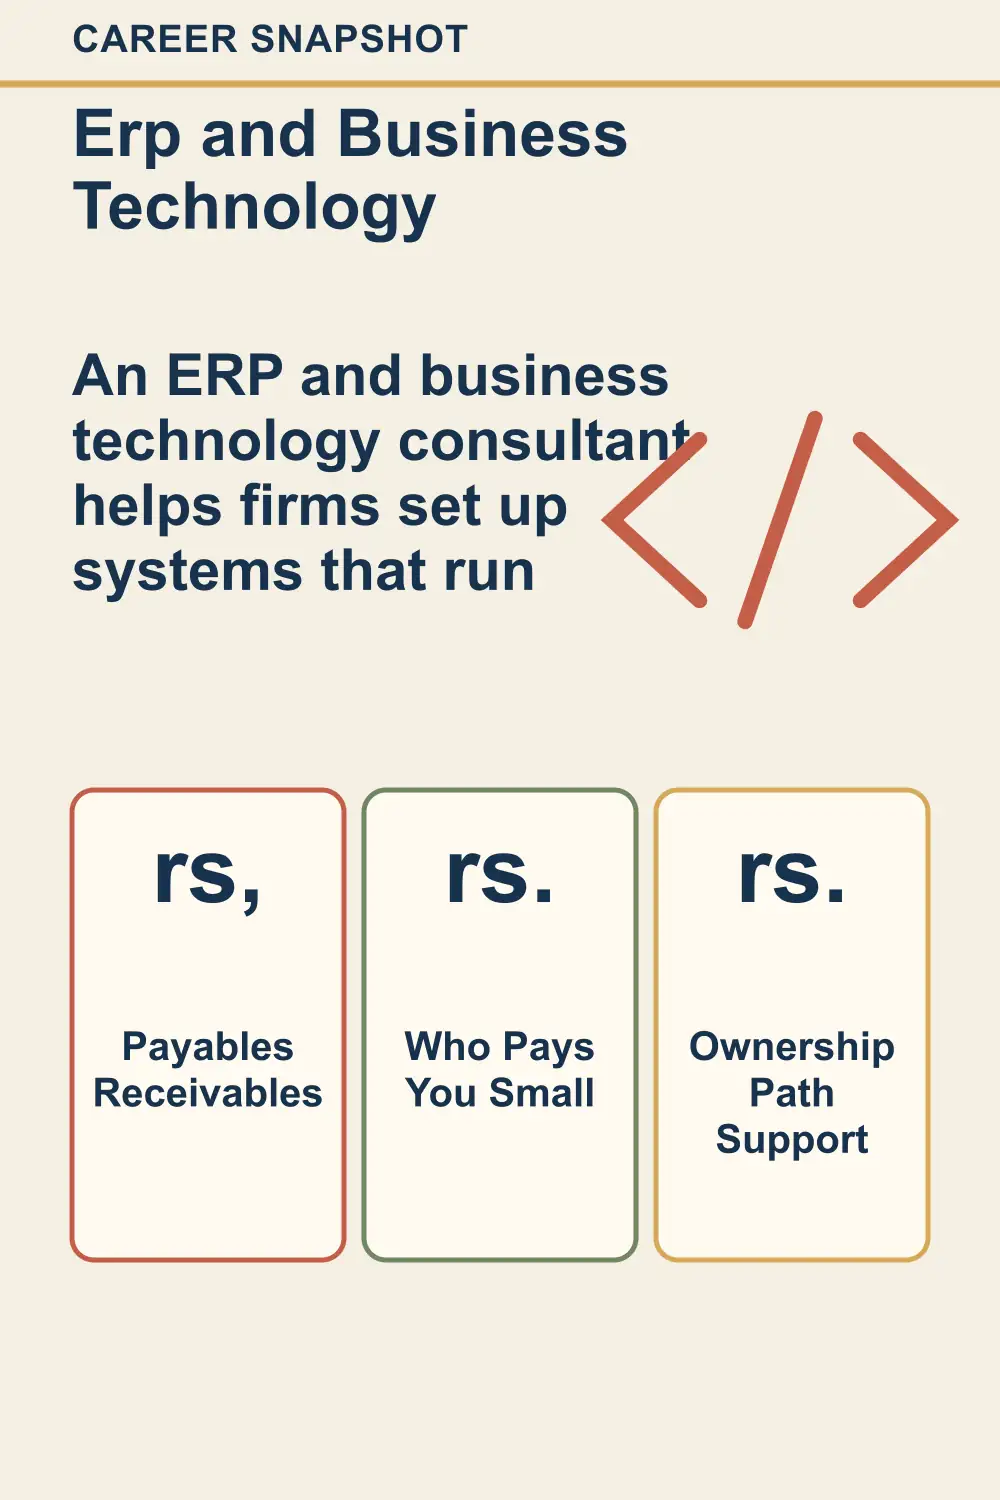 CAREER SNAPSHOT
Erp and Business
Technology
An ERP and business
technology consultant
helps firms set up
systems that run
rs,
Payables
Receivables
rs.
Who Pays
You Small
rs.
Ownership
Path
Support